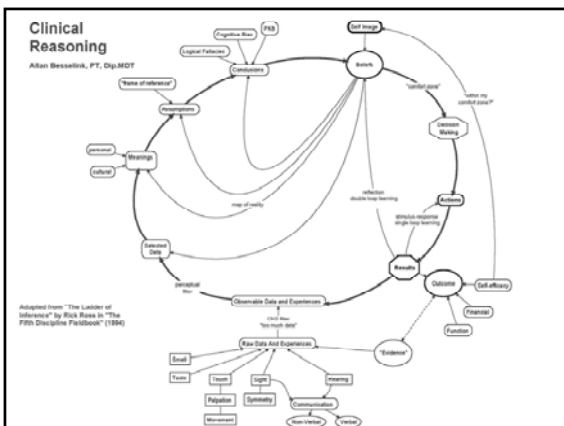 Clinical
Reasoning
Allan Besselink, PT, Dip.MDT
Self Image
PKB
Cognitive Bias
Logical Fallacies
Conclusions
Beliefs
"frame of reference"
"comfort zone"
"within my
comfort zone?"
Assumptions
Decision
Making
personal
Meanings
cultural
map of reality
reflection
double loop learning
Actions
stimulus response
single loop learning
Selected
Data
Results
perceptual
filter
Outcome
Self-efficacy
Observable Data and Experiences
Financial
Adapted from "The Ladder of
Inference" by Rick Ross in "The
Fifth Discipline Fieldbook" (1994)
"too much data"
Function
Raw Data And Experiences
"Evidence"
Smell
Taste
Touch
Sight
Hearing
Palpation
Symmetry
Communication
Movement
Non-Verbal
Verbal